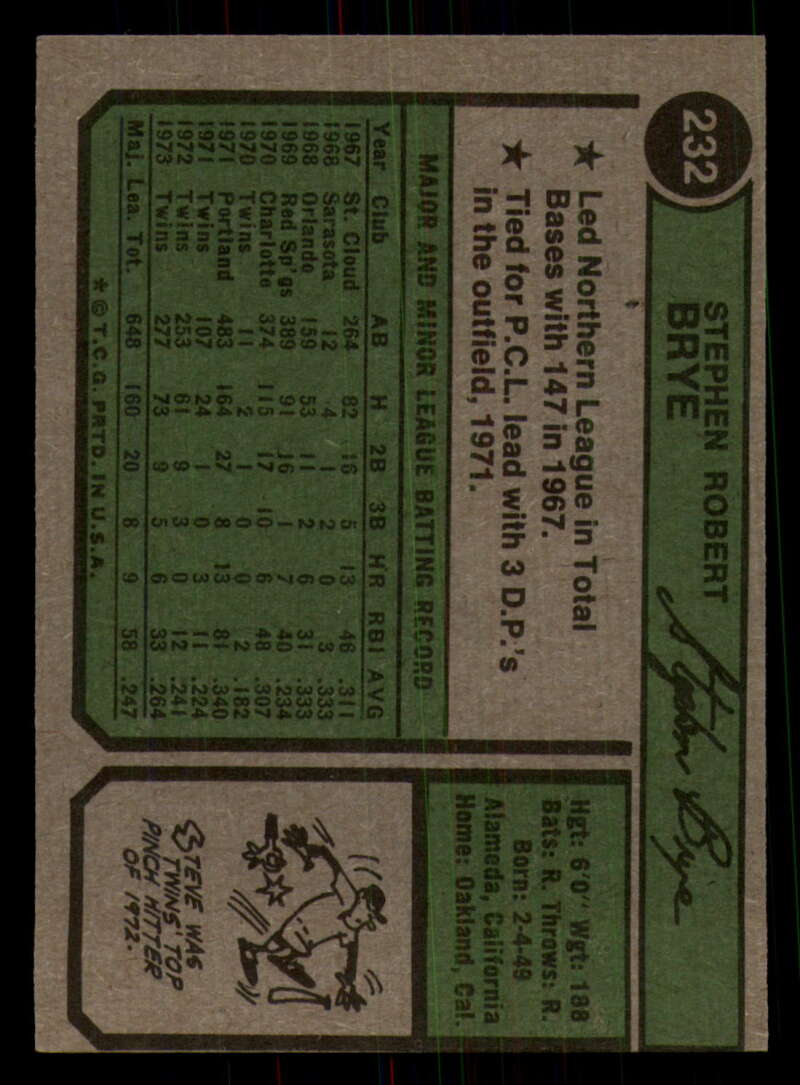 232
STEPHEN ROBERT
BRYE
Stephen Brye
★ Led Northern League in Total
Bases with 147 in 1967.
★ Tied for P.C.L. lead with 3 D.P.'s
in the outfield, 1971.
Hgt: 6'0" Wgt: 188
Bats: R. Throws: R.
Born: 2-4-49
Alameda, California
Home: Oakland, Cal.
MAJOR AND MINOR LEAGUE BATTING RECORD
Year Club AB H 2B 3B HR RBI AVG
1967 St. Cloud 264 82 16 5 13 46 .311
1968 Sarasota 12 4 1 2 0 3 .333
1968 Orlando 159 53 11 2 6 31 .333
1969 Red Sp'gs 389 91 16 1 7 40 .234
1970 Charlotte 374 115 17 10 6 48 .307
1970 Twins 11 2 1 0 0 2 .182
1971 Portland 483 164 27 8 13 81 .340
1971 Twins 107 24 1 0 3 11 .224
1972 Twins 253 61 9 3 0 12 .241
1973 Twins 277 73 9 5 6 33 .264
Maj. Lea. Tot. 648 160 20 8 9 58 .247
* © T.C.G. PRTD. IN U.S.A.
STEVE WAS
TWINS' TOP
PINCH HITTER
OF 1972.